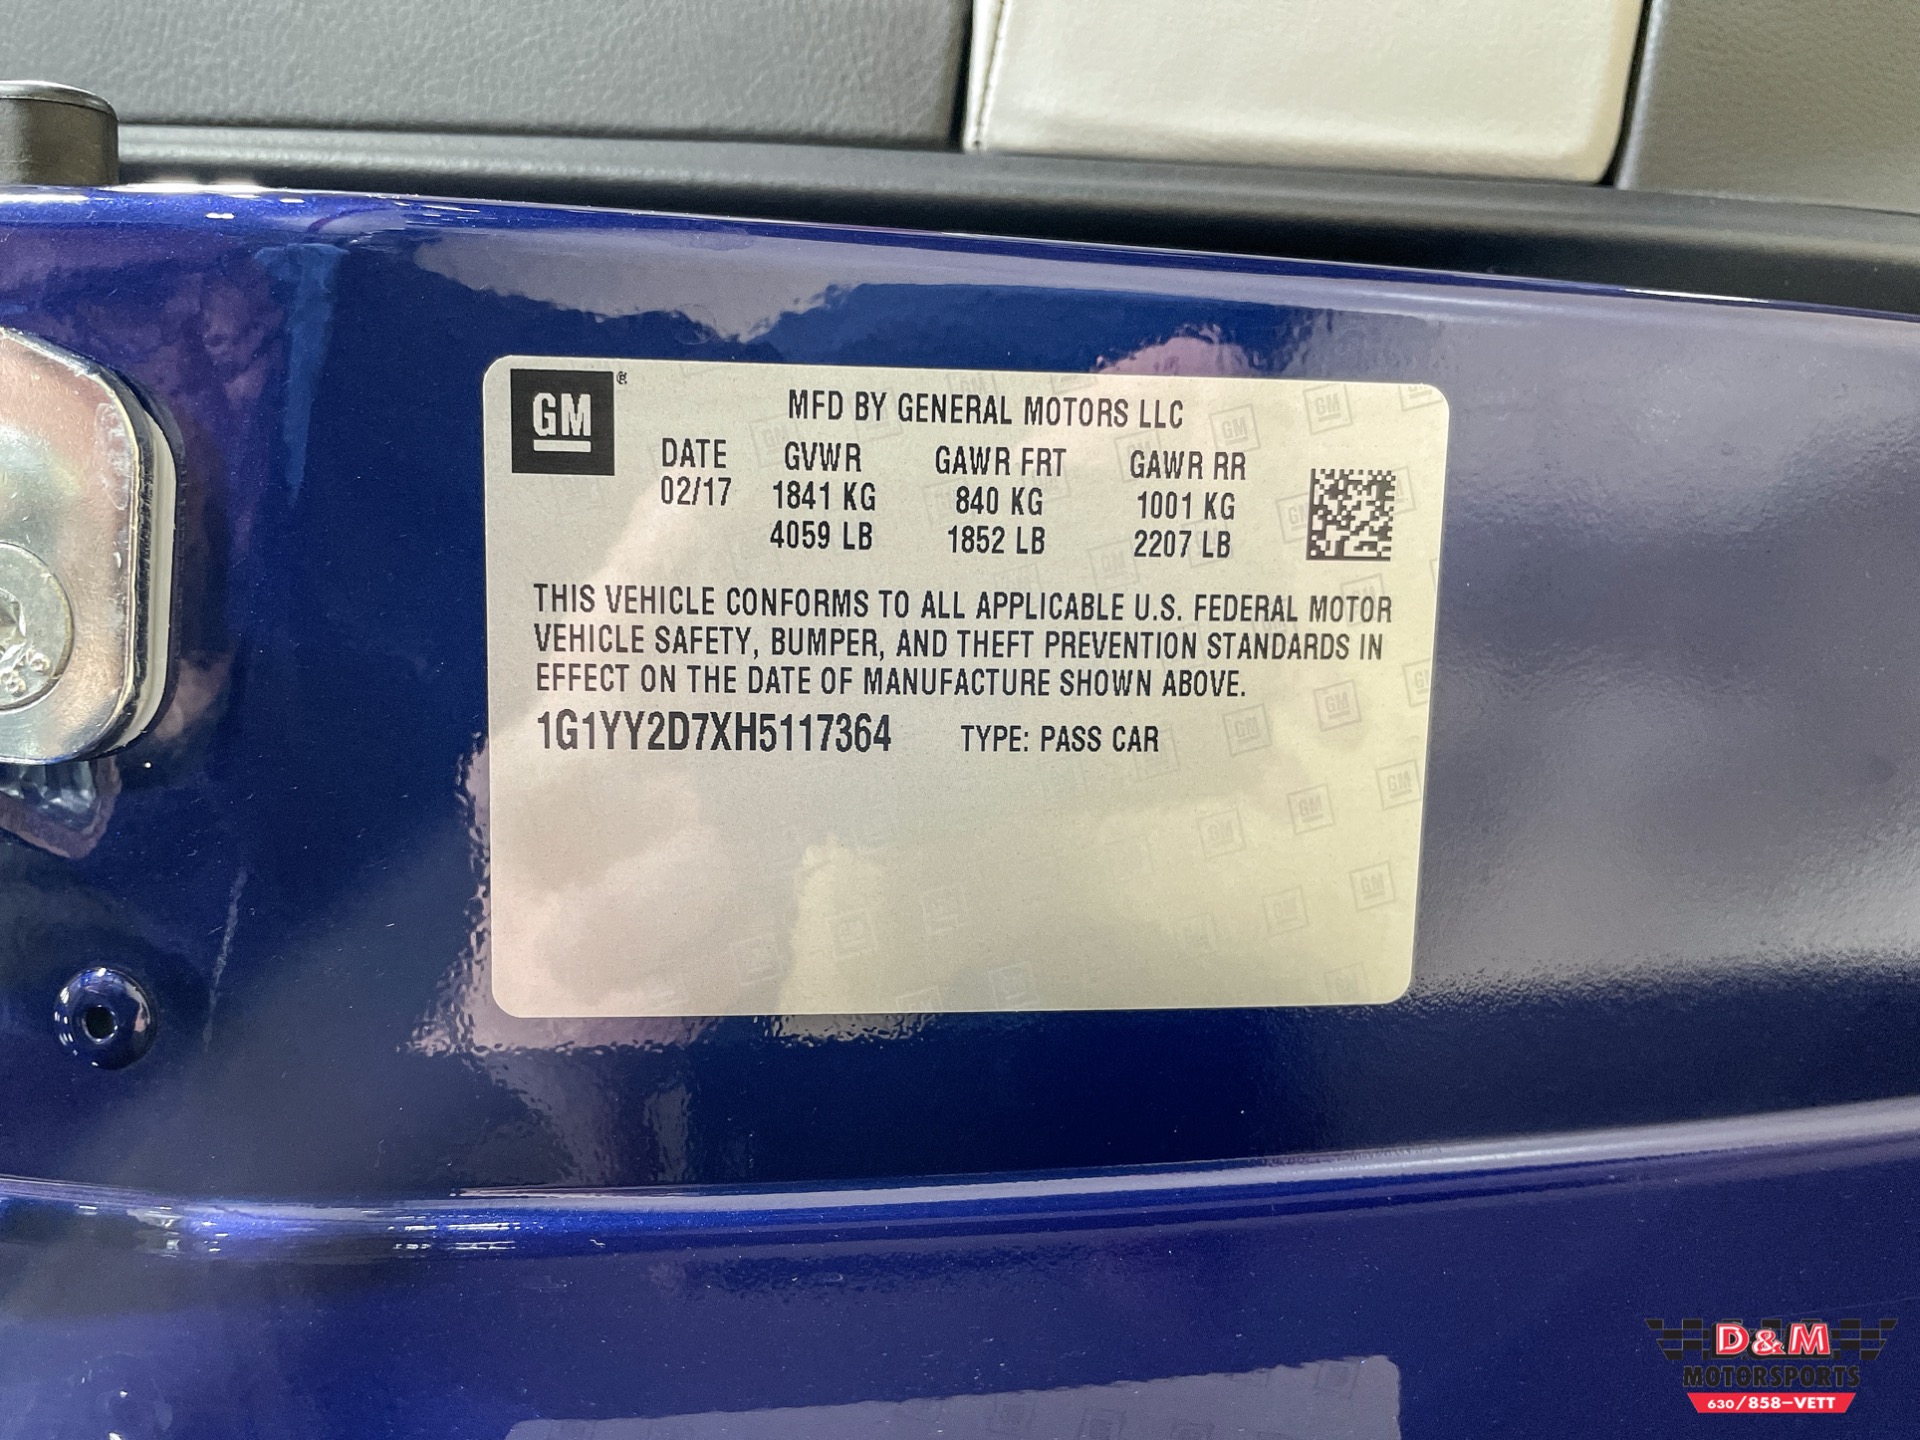 GM®
MFD BY GENERAL MOTORS LLC
DATE GVWR GAWR FRT GAWR RR
02/17 1841 KG 840 KG 1001 KG
4059 LB 1852 LB 2207 LB
THIS VEHICLE CONFORMS TO ALL APPLICABLE U.S. FEDERAL MOTOR
VEHICLE SAFETY, BUMPER, AND THEFT PREVENTION STANDARDS IN
EFFECT ON THE DATE OF MANUFACTURE SHOWN ABOVE.
1G1YY2D7XH5117364 TYPE: PASS CAR
D&M
MOTORSPORTS
630/858-VETT